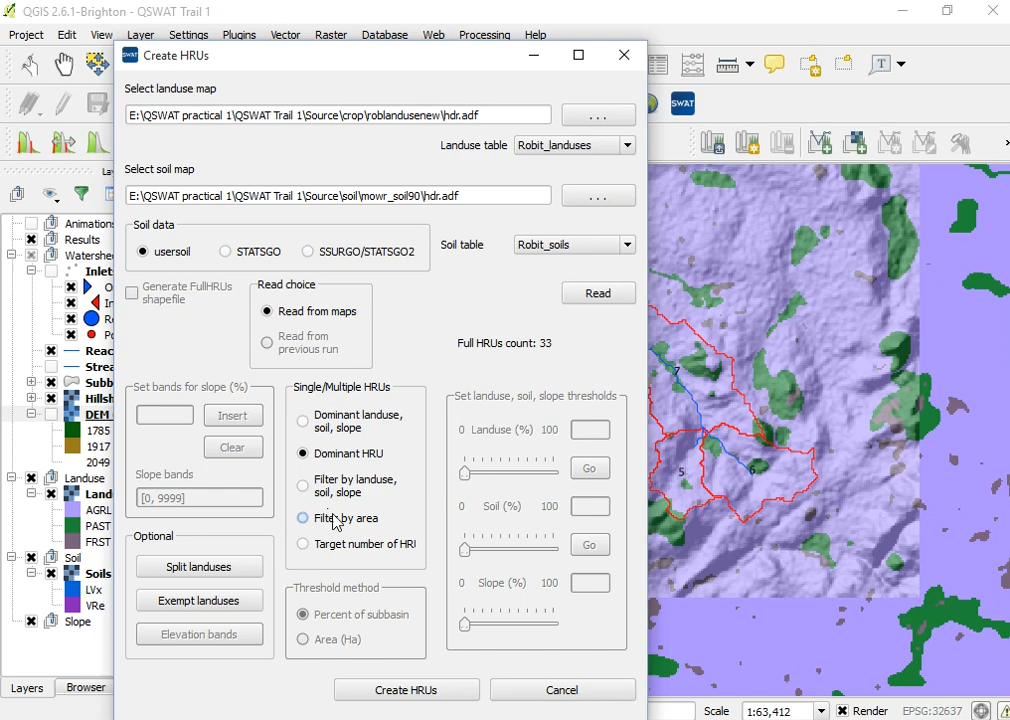 QGIS 2.6.1-Brighton - QSWAT Trail 1
Project Edit View Layer Settings Plugins Vector Raster Database Web Processing Help
SWAT Create HRUs
Select landuse map
E:\QSWAT practical 1\QSWAT Trail 1\Source\crop\roblandusenew\hdr.adf
. . .
Landuse table Robit_landuses
Select soil map
E:\QSWAT practical 1\QSWAT Trail 1\Source\soil\mowr_soil90\hdr.adf
. . .
Soil data
usersoil STATSGO SSURGO/STATSGO2
Soil table Robit_soils
Generate FullHRUs
shapefile
Read choice
Read from maps
Read from
previous run
Read
Full HRUs count: 33
Set bands for slope (%)
Insert
Clear
Slope bands
[0, 9999]
Optional
Split landuses
Exempt landuses
Elevation bands
Single/Multiple HRUs
Dominant landuse,
soil, slope
Dominant HRU
Filter by landuse,
soil, slope
Filter by area
Target number of HRI
Threshold method
Percent of subbasin
Area (Ha)
Set landuse, soil, slope thresholds
0 Landuse (%) 100
Go
0 Soil (%) 100
Go
0 Slope (%) 100
Create HRUs
Cancel
SWAT
T
La
Animation
Results
Watershe
Inlet
O
In
Re
Po
Reac
Strea
Subb
Hillsh
DEM
1785
1917
2049
Landuse
Land
AGRL
PAST
FRST
Soil
Soils
LVx
VRe
Slope
Layers Browser
7
5
6
Scale 1:63,412 Render EPSG:32637